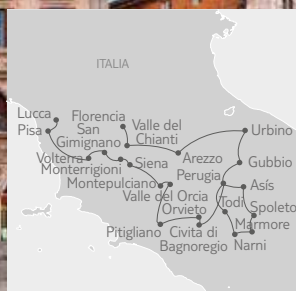 ITALIA
Lucca
Pisa
Florencia
San
Gimignano
Valle del
Chianti
Volterra
Monterrigioni
Siena
Arezzo
Urbino
Gubbio
Perugia
Asís
Montepulciano
Valle del Orcia
Orvieto
Todi
Spoleto
Marmore
Pitigliano
Civita di
Bagnoregio
Narni